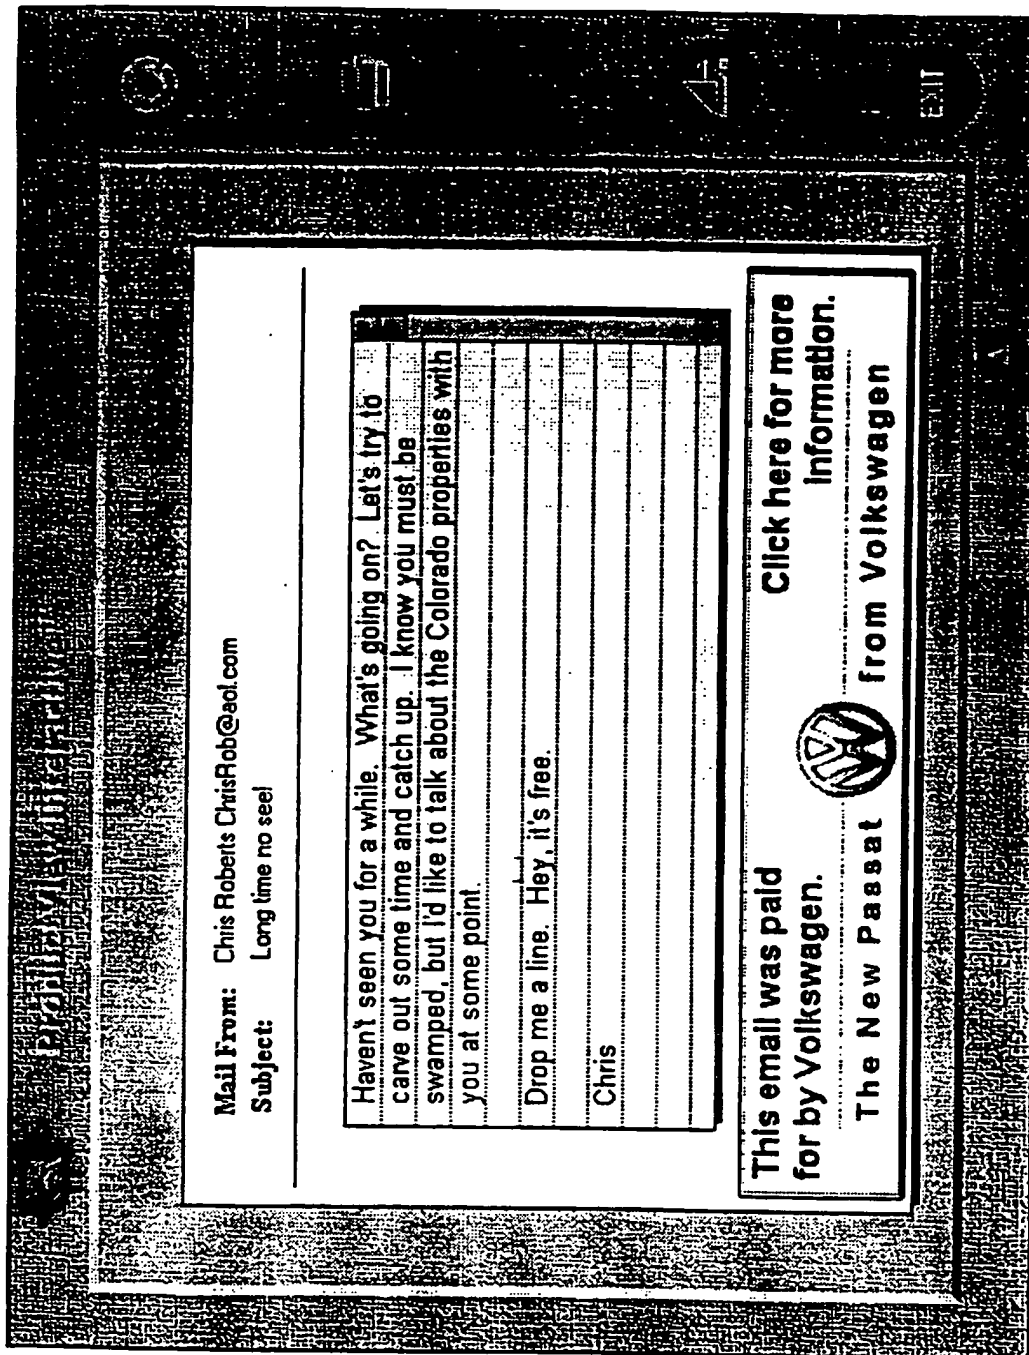 Mail From: Chris Roberts ChrisRob@aol.com
Subject: Long time no see!
Haven't seen you for a while. What's going on? Let's try to
carve out some time and catch up. I know you must be
swamped, but I'd like to talk about the Colorado properties with
you at some point.
Drop me a line. Hey, it's free.
Chris
This email was paid
for by Volkswagen.
Click here for more
information.
The New Passat from Volkswagen
EXIT